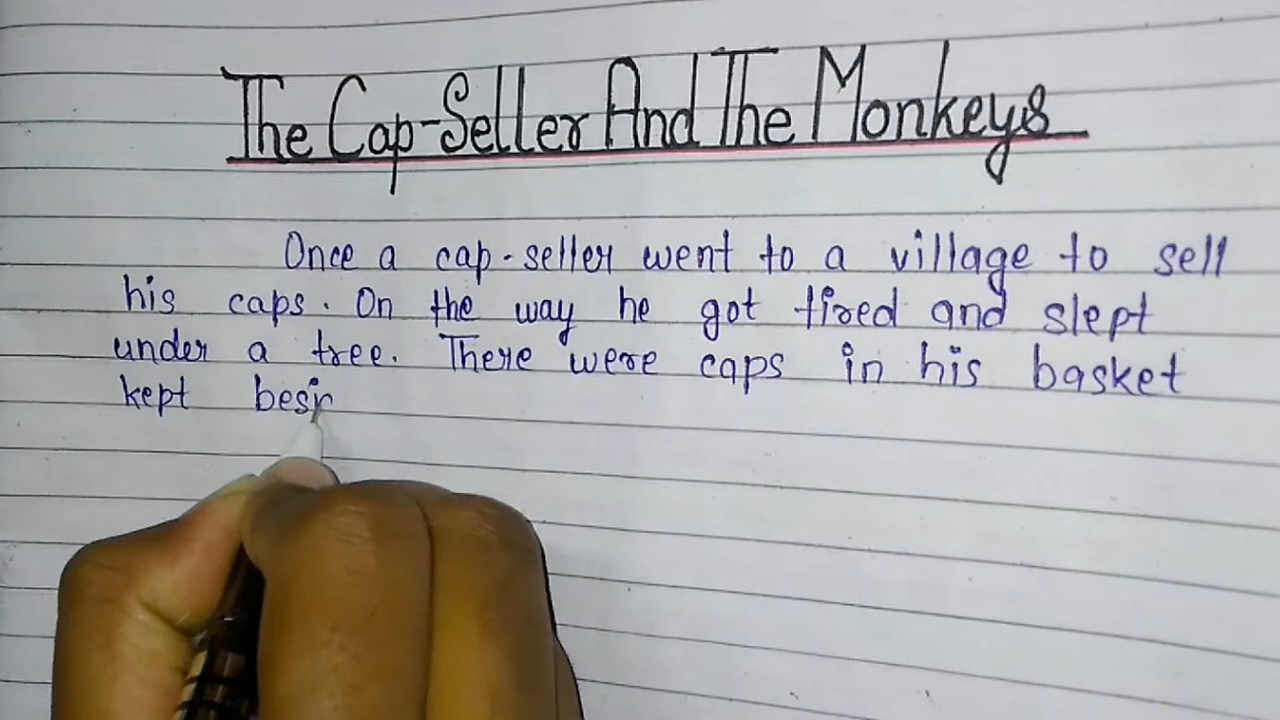 The Cap-Seller And The Monkeys
Once a cap-seller went to a village to sell
his caps. On the way he got tired and slept
under a tree. There were caps in his basket
kept